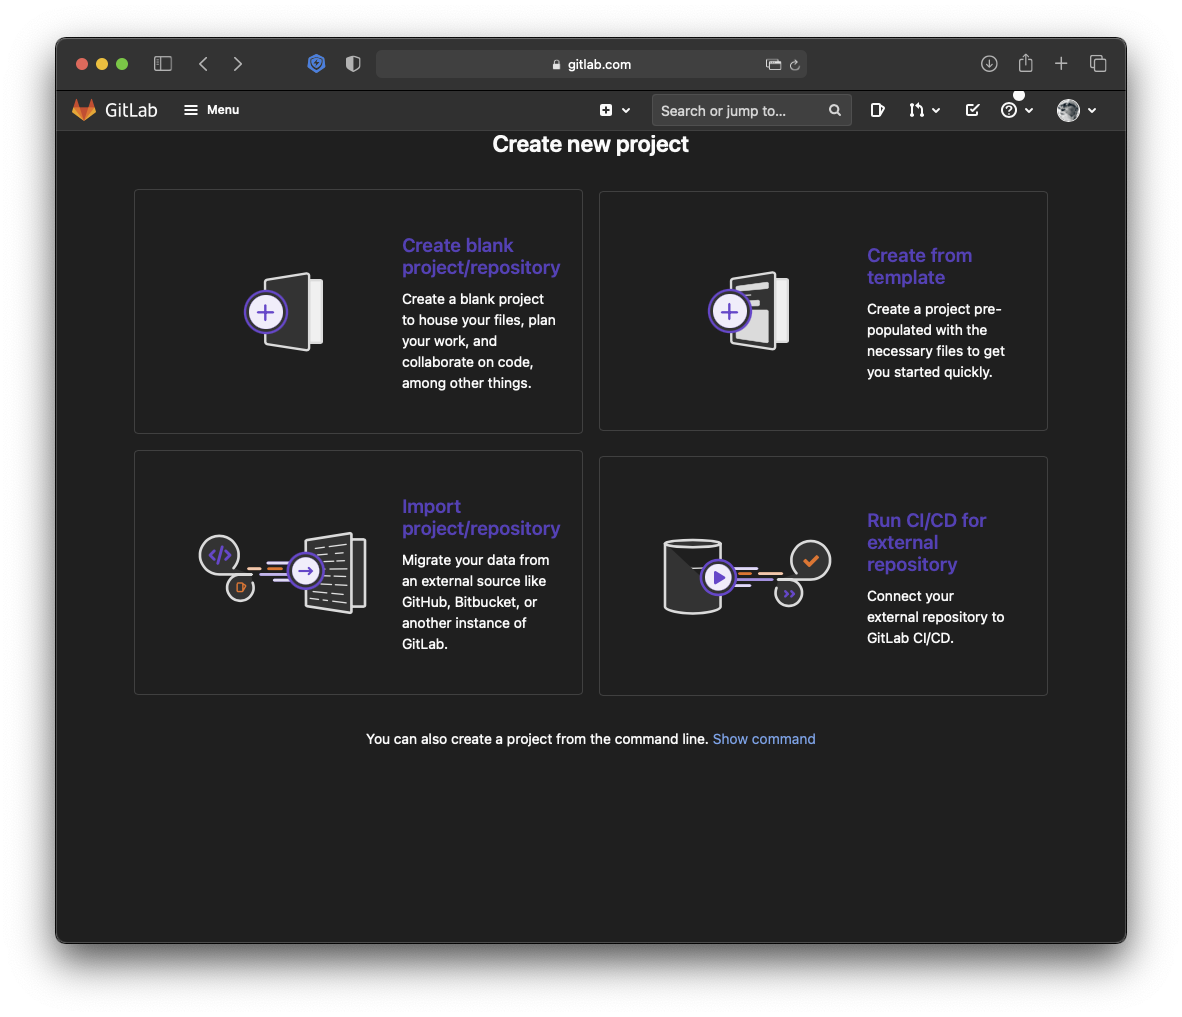 gitlab.com
GitLab
Menu
Search or jump to...
Create new project
Create blank
project/repository
Create a blank project
to house your files, plan
your work, and
collaborate on code,
among other things.
Create from
template
Create a project pre-
populated with the
necessary files to get
you started quickly.
Import
project/repository
Migrate your data from
an external source like
GitHub, Bitbucket, or
another instance of
GitLab.
Run CI/CD for
external
repository
Connect your
external repository to
GitLab CI/CD.
You can also create a project from the command line. Show command